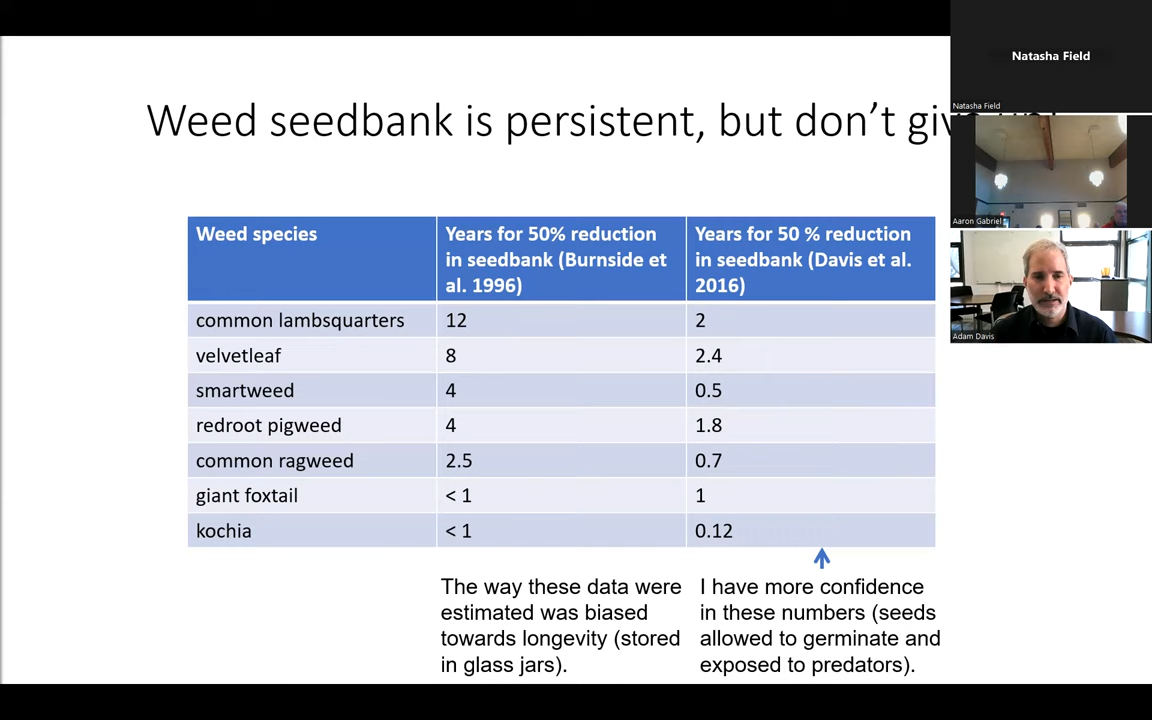 Natasha Field
Natasha Field
Weed seedbank is persistent, but don't give
Aaron Gabriel
Adam Davis
Weed species
Years for 50% reduction
in seedbank (Burnside et
al. 1996)
Years for 50 % reduction
in seedbank (Davis et al.
2016)
common lambsquarters 12 2
velvetleaf 8 2.4
smartweed 4 0.5
redroot pigweed 4 1.8
common ragweed 2.5 0.7
giant foxtail < 1 1
kochia < 1 0.12
The way these data were
estimated was biased
towards longevity (stored
in glass jars).
I have more confidence
in these numbers (seeds
allowed to germinate and
exposed to predators).